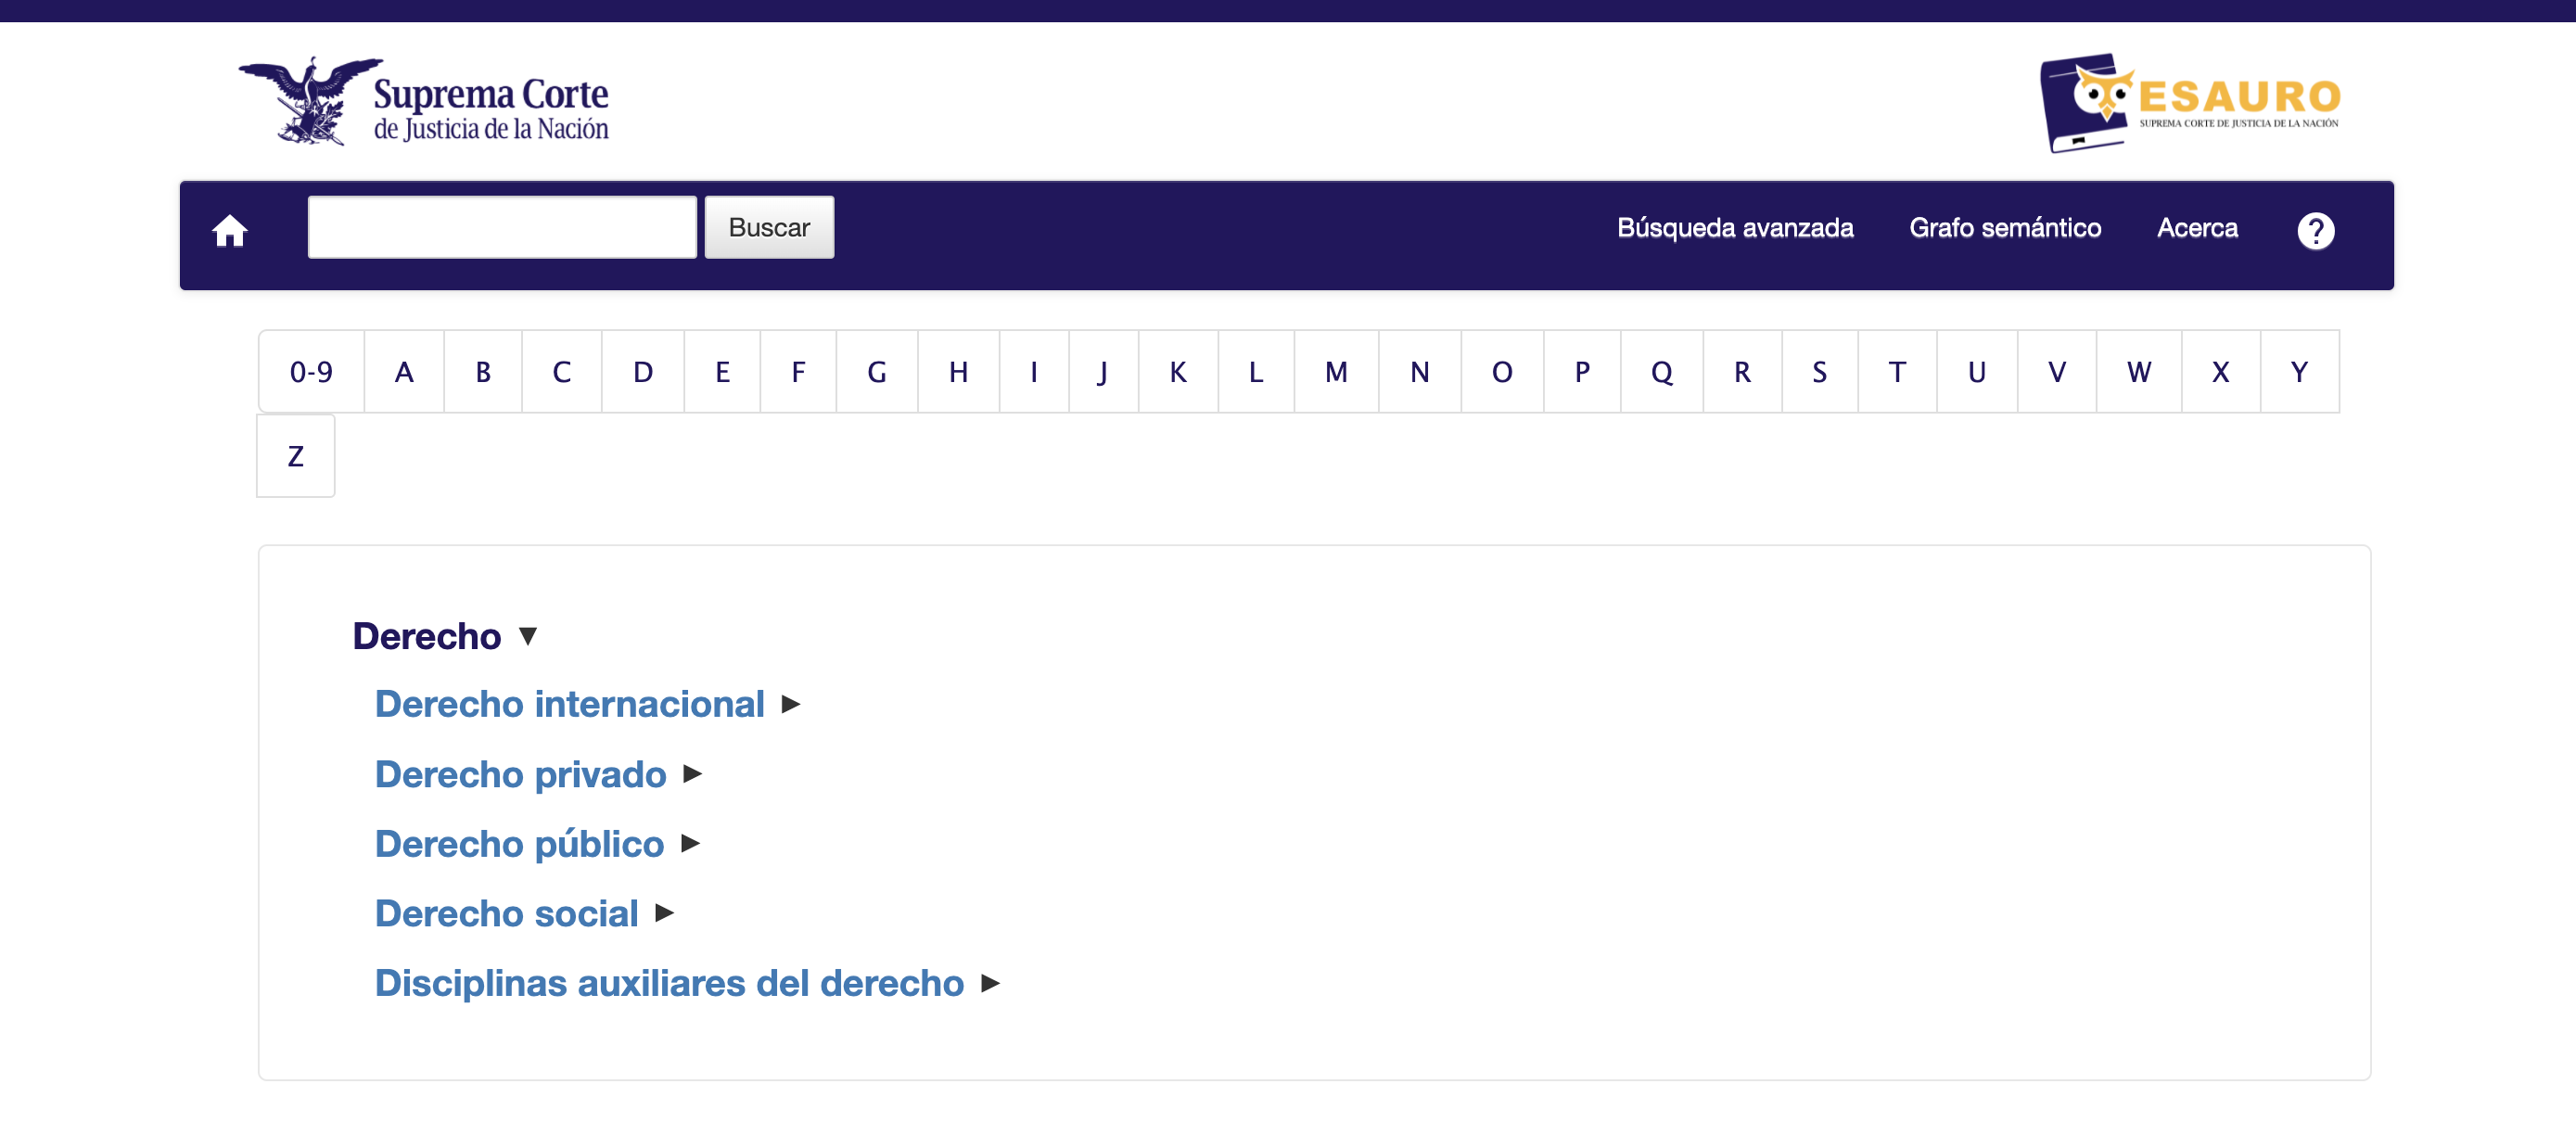 Suprema Corte
de Justicia de la Nación
ESAURO
SUPREMA CORTE DE JUSTICIA DE LA NACIÓN
Buscar
Búsqueda avanzada Grafo semántico Acerca ?
0-9 A B C D E F G H I J K L M N O P Q R S T U V W X Y
Z
Derecho ▼
Derecho internacional ►
Derecho privado ►
Derecho público ►
Derecho social ►
Disciplinas auxiliares del derecho ►